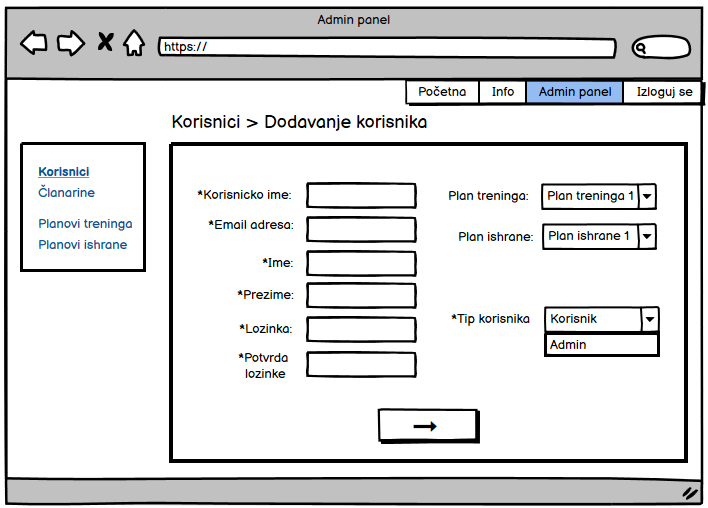 Admin panel
https://
Početna Info Admin panel Izloguj se
Korisnici > Dodavanje korisnika
Korisnici
Članarine
Planovi treninga
Planovi ishrane
*Korisnicko ime:
*Email adresa:
*Ime:
*Prezime:
*Lozinka:
*Potvrda
lozinke
Plan treninga: Plan treninga 1
Plan ishrane: Plan ishrane 1
*Tip korisnika Korisnik
Admin